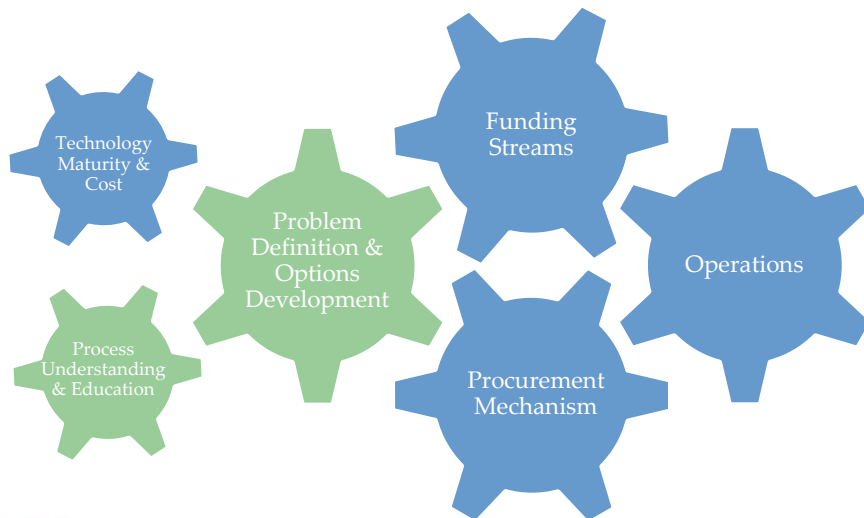 Technology
Maturity &
Cost
Process
Understanding
& Education
Problem
Definition &
Options
Development
Funding
Streams
Procurement
Mechanism
Operations